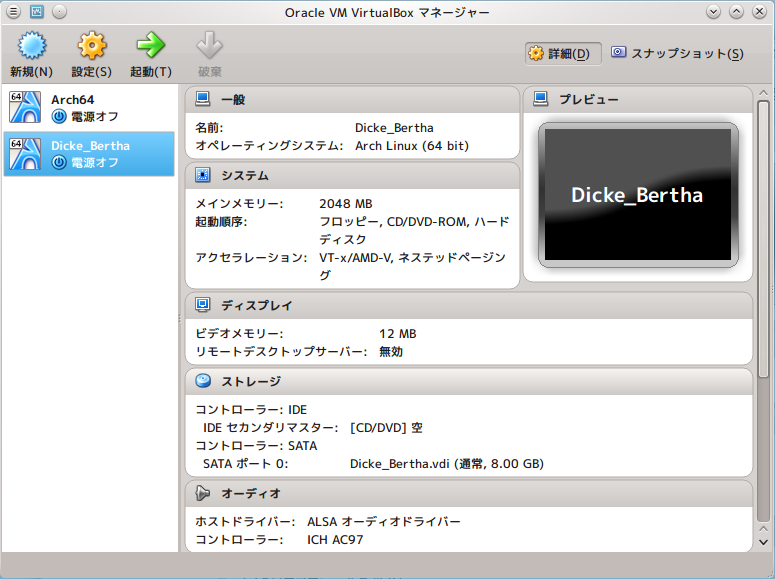 Oracle VM VirtualBox マネージャー
新規(N) 設定(S) 起動(T) 破棄
詳細(D) スナップショット(S)
64 Arch64
電源オフ
64 Dicke_Bertha
電源オフ
一般
名前: Dicke_Bertha
オペレーティングシステム: Arch Linux (64 bit)
システム
メインメモリー: 2048 MB
起動順序: フロッピー, CD/DVD-ROM, ハード
ディスク
アクセラレーション: VT-x/AMD-V, ネステッドページン
グ
プレビュー
Dicke_Bertha
ディスプレイ
ビデオメモリー: 12 MB
リモートデスクトップサーバー: 無効
ストレージ
コントローラー: IDE
IDE セカンダリマスター: [CD/DVD] 空
コントローラー: SATA
SATA ポート 0: Dicke_Bertha.vdi (通常, 8.00 GB)
オーディオ
ホストドライバー: ALSA オーディオドライバー
コントローラー: ICH AC97